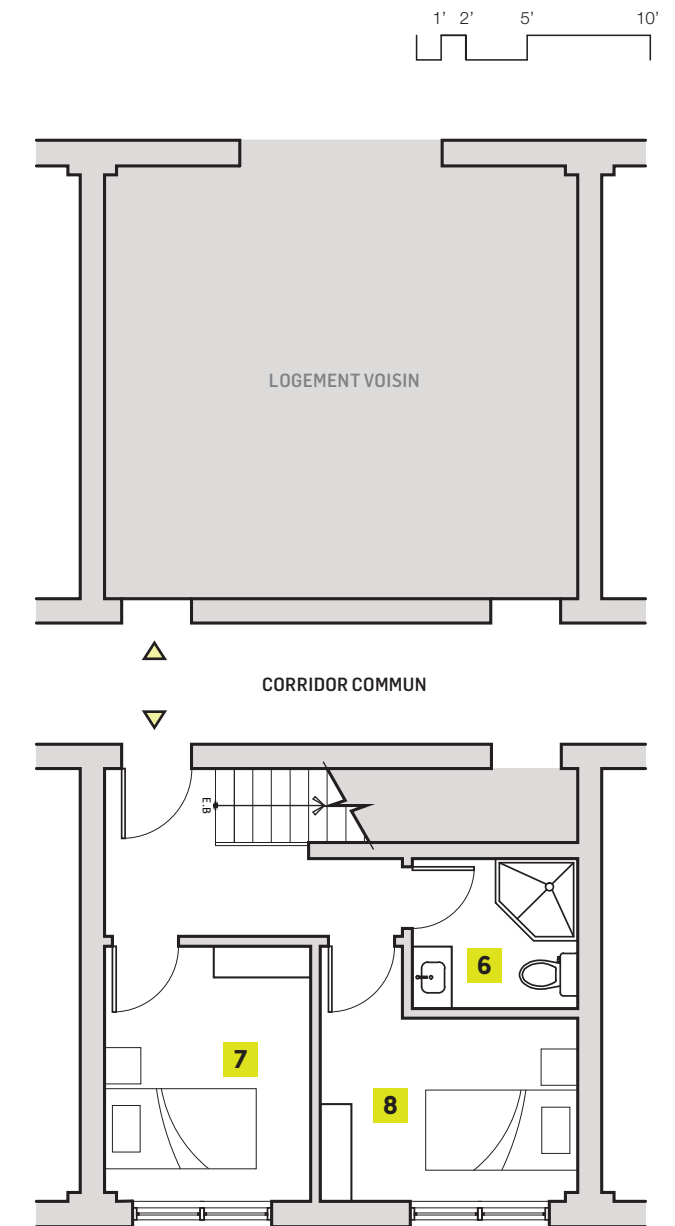 1’ 2’ 5’ 10’
LOGEMENT VOISIN
CORRIDOR COMMUN
E.B
6
7
8